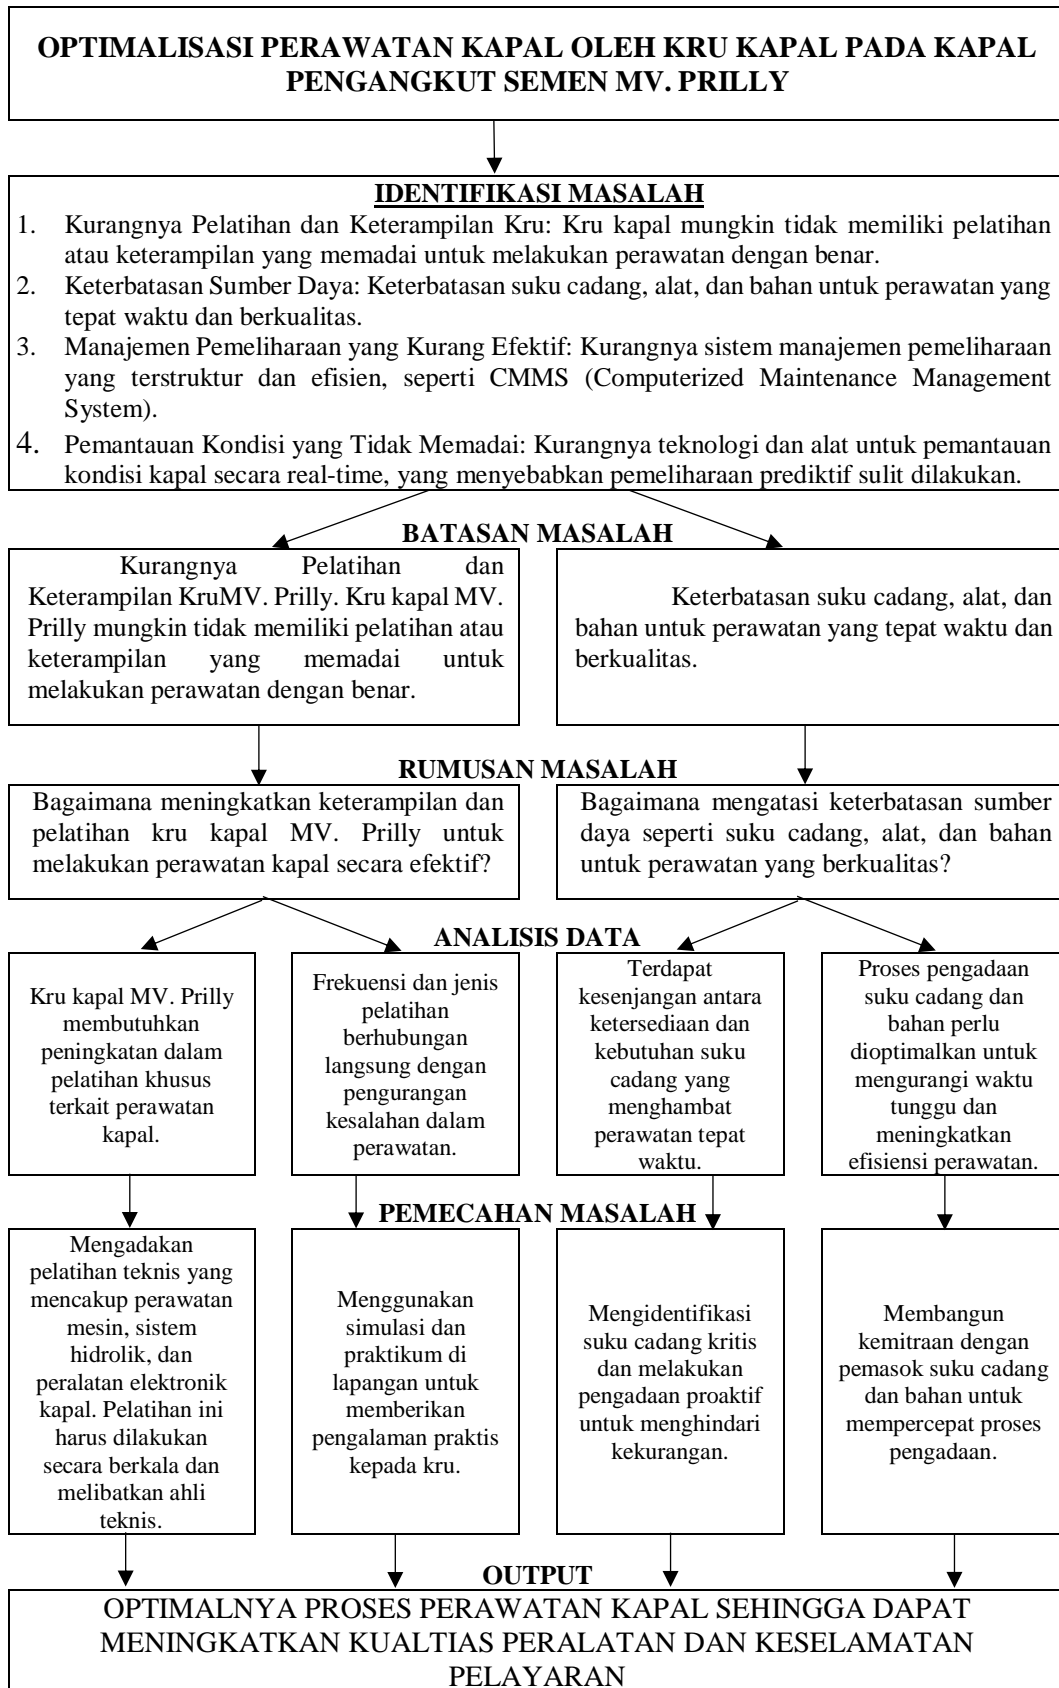 OPTIMALISASI PERAWATAN KAPAL OLEH KRU KAPAL PADA KAPAL
PENGANGKUT SEMEN MV. PRILLY
IDENTIFIKASI MASALAH
1. Kurangnya Pelatihan dan Keterampilan Kru: Kru kapal mungkin tidak memiliki pelatihan
atau keterampilan yang memadai untuk melakukan perawatan dengan benar.
2. Keterbatasan Sumber Daya: Keterbatasan suku cadang, alat, dan bahan untuk perawatan yang
tepat waktu dan berkualitas.
3. Manajemen Pemeliharaan yang Kurang Efektif: Kurangnya sistem manajemen pemeliharaan
yang terstruktur dan efisien, seperti CMMS (Computerized Maintenance Management
System).
4. Pemantauan Kondisi yang Tidak Memadai: Kurangnya teknologi dan alat untuk pemantauan
kondisi kapal secara real-time, yang menyebabkan pemeliharaan prediktif sulit dilakukan.
BATASAN MASALAH
Kurangnya Pelatihan dan
Keterampilan KruMV. Prilly. Kru kapal MV.
Prilly mungkin tidak memiliki pelatihan atau
keterampilan yang memadai untuk
melakukan perawatan dengan benar.
Keterbatasan suku cadang, alat, dan
bahan untuk perawatan yang tepat waktu dan
berkualitas.
RUMUSAN MASALAH
Bagaimana meningkatkan keterampilan dan
pelatihan kru kapal MV. Prilly untuk
melakukan perawatan kapal secara efektif?
Bagaimana mengatasi keterbatasan sumber
daya seperti suku cadang, alat, dan bahan
untuk perawatan yang berkualitas?
ANALISIS DATA
Kru kapal MV. Prilly
membutuhkan
peningkatan dalam
pelatihan khusus
terkait perawatan
kapal.
Frekuensi dan jenis
pelatihan
berhubungan
langsung dengan
pengurangan
kesalahan dalam
perawatan.
Terdapat
kesenjangan antara
ketersediaan dan
kebutuhan suku
cadang yang
menghambat
perawatan tepat
waktu.
Proses pengadaan
suku cadang dan
bahan perlu
dioptimalkan untuk
mengurangi waktu
tunggu dan
meningkatkan
efisiensi perawatan.
PEMECAHAN MASALAH
Mengadakan
pelatihan teknis yang
mencakup perawatan
mesin, sistem
hidrolik, dan
peralatan elektronik
kapal. Pelatihan ini
harus dilakukan
secara berkala dan
melibatkan ahli
teknis.
Menggunakan
simulasi dan
praktikum di
lapangan untuk
memberikan
pengalaman praktis
kepada kru.
Mengidentifikasi
suku cadang kritis
dan melakukan
pengadaan proaktif
untuk menghindari
kekurangan.
Membangun
kemitraan dengan
pemasok suku cadang
dan bahan untuk
mempercepat proses
pengadaan.
OUTPUT
OPTIMALNYA PROSES PERAWATAN KAPAL SEHINGGA DAPAT
MENINGKATKAN KUALTIAS PERALATAN DAN KESELAMATAN
PELAYARAN